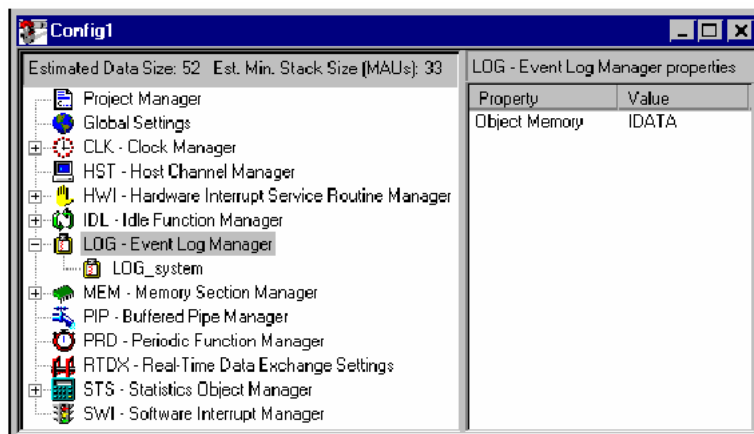 Config1
Estimated Data Size: 52 Est. Min. Stack Size (MAUs): 33
LOG - Event Log Manager properties
Project Manager
Global Settings
CLK - Clock Manager
HST - Host Channel Manager
HWI - Hardware Interrupt Service Routine Manager
IDL - Idle Function Manager
LOG - Event Log Manager
LOG_system
MEM - Memory Section Manager
PIP - Buffered Pipe Manager
PRD - Periodic Function Manager
RTDX - Real-Time Data Exchange Settings
STS - Statistics Object Manager
SWI - Software Interrupt Manager
Property Value
Object Memory IDATA